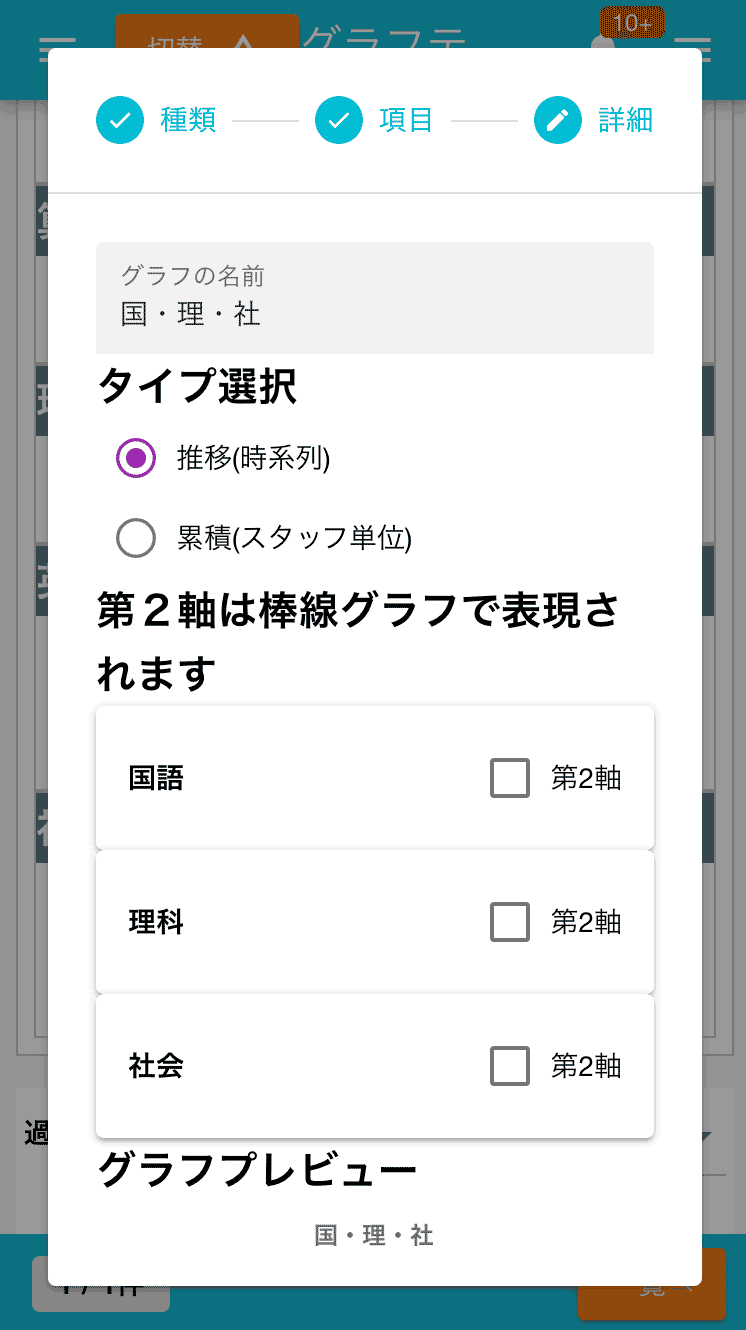 10+
種類
項目
詳細
グラフの名前
国・理・社
タイプ選択
推移(時系列)
累積(スタッフ単位)
第２軸は棒線グラフで表現さ
れます
国語
第2軸
理科
第2軸
社会
第2軸
グラフプレビュー
国・理・社
過